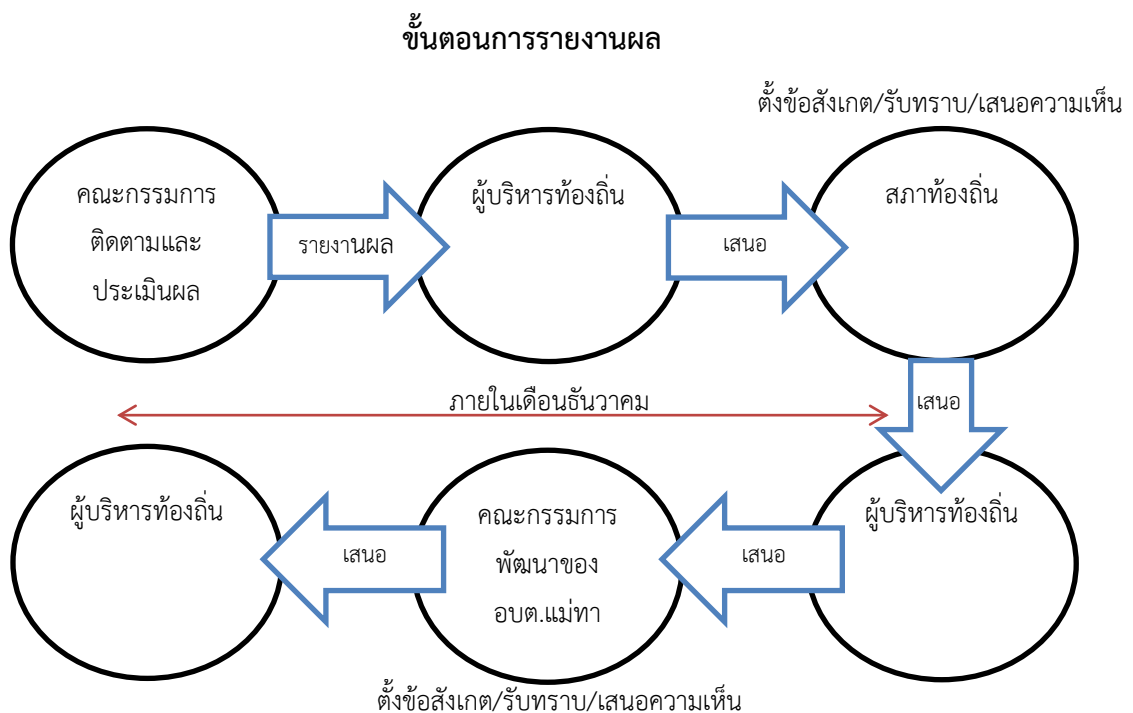 ขั้นตอนการรายงานผล
ตั้งข้อสังเกต/รับทราบ/เสนอความเห็น
คณะกรรมการ
ติดตามและ
ประเมินผล
รายงานผล
ผู้บริหารท้องถิ่น
เสนอ
สภาท้องถิ่น
ภายในเดือนธันวาคม
เสนอ
ผู้บริหารท้องถิ่น
เสนอ
คณะกรรมการ
พัฒนาของ
อบต.แม่ทา
เสนอ
ผู้บริหารท้องถิ่น
ตั้งข้อสังเกต/รับทราบ/เสนอความเห็น